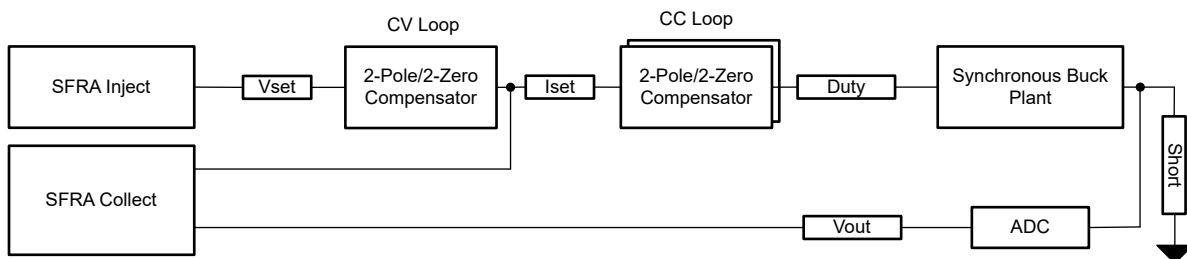 CV Loop
CC Loop
SFRA Inject
Vset
2-Pole/2-Zero
Compensator
Iset
2-Pole/2-Zero
Compensator
Duty
Synchronous Buck
Plant
Short
SFRA Collect
Vout
ADC